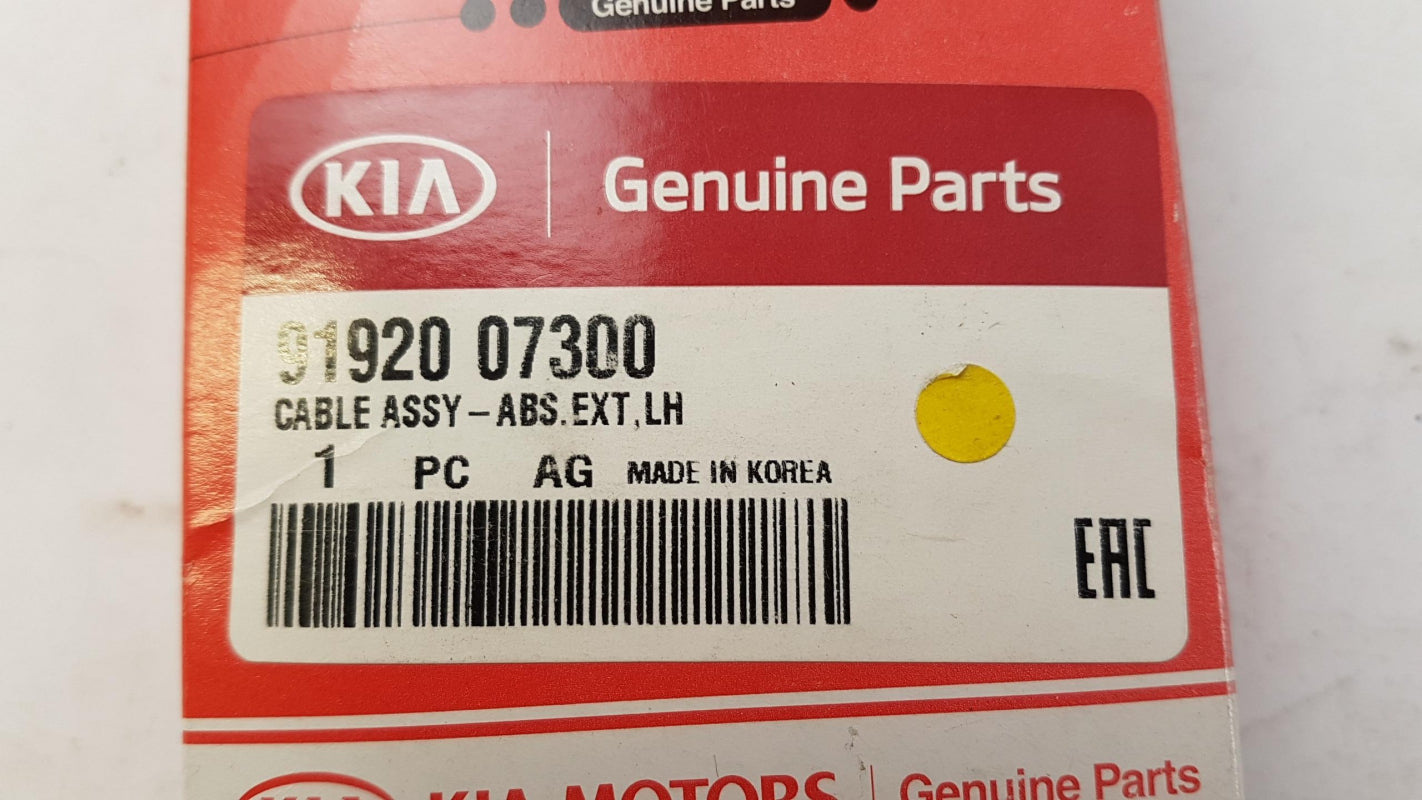 Genuine Parts
KIA Genuine Parts
91920 07300
CABLE ASSY-ABS.EXT,LH
1 PC AG MADE IN KOREA
EAC
KIA KIA MOTORS Genuine Parts